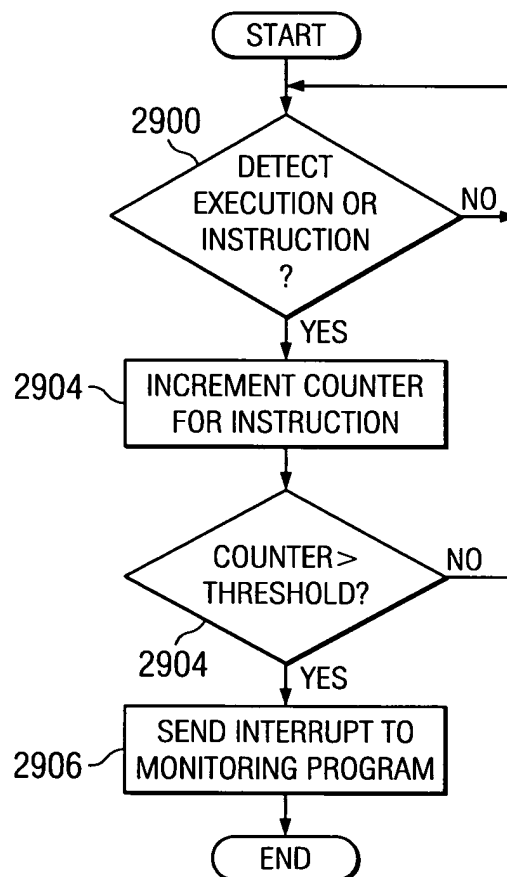 START
2900
DETECT
EXECUTION OR
INSTRUCTION
?
NO
YES
2904
INCREMENT COUNTER
FOR INSTRUCTION
COUNTER>
THRESHOLD?
NO
2904
YES
2906
SEND INTERRUPT TO
MONITORING PROGRAM
END